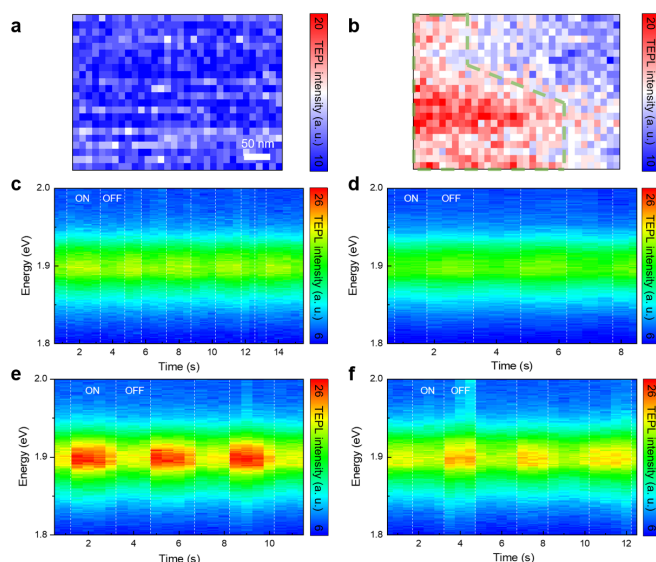 a
20
TEPL intensity (a. u.)
10
50 nm
b
20
TEPL intensity (a. u.)
10
c
2.0
ON OFF
1.9
1.8
Energy (eV)
2 4 6 8 10 12 14
Time (s)
26
TEPL intensity (a. u.)
6
d
2.0
ON OFF
1.9
1.8
Energy (eV)
2 4 6 8
Time (s)
26
TEPL intensity (a. u.)
6
e
2.0
ON OFF
1.9
1.8
Energy (eV)
2 4 6 8 10
Time (s)
26
TEPL intensity (a. u.)
6
f
2.0
ON OFF
1.9
1.8
Energy (eV)
2 4 6 8 10 12
Time (s)
26
TEPL intensity (a. u.)
6